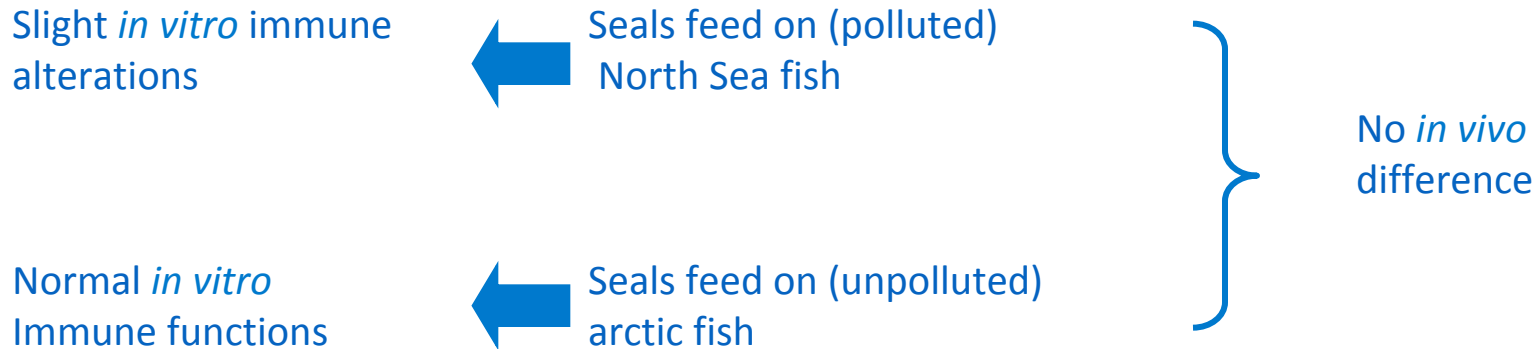 Slight in vitro immune
alterations
Seals feed on (polluted)
North Sea fish
No in vivo
difference
Normal in vitro
Immune functions
Seals feed on (unpolluted)
arctic fish